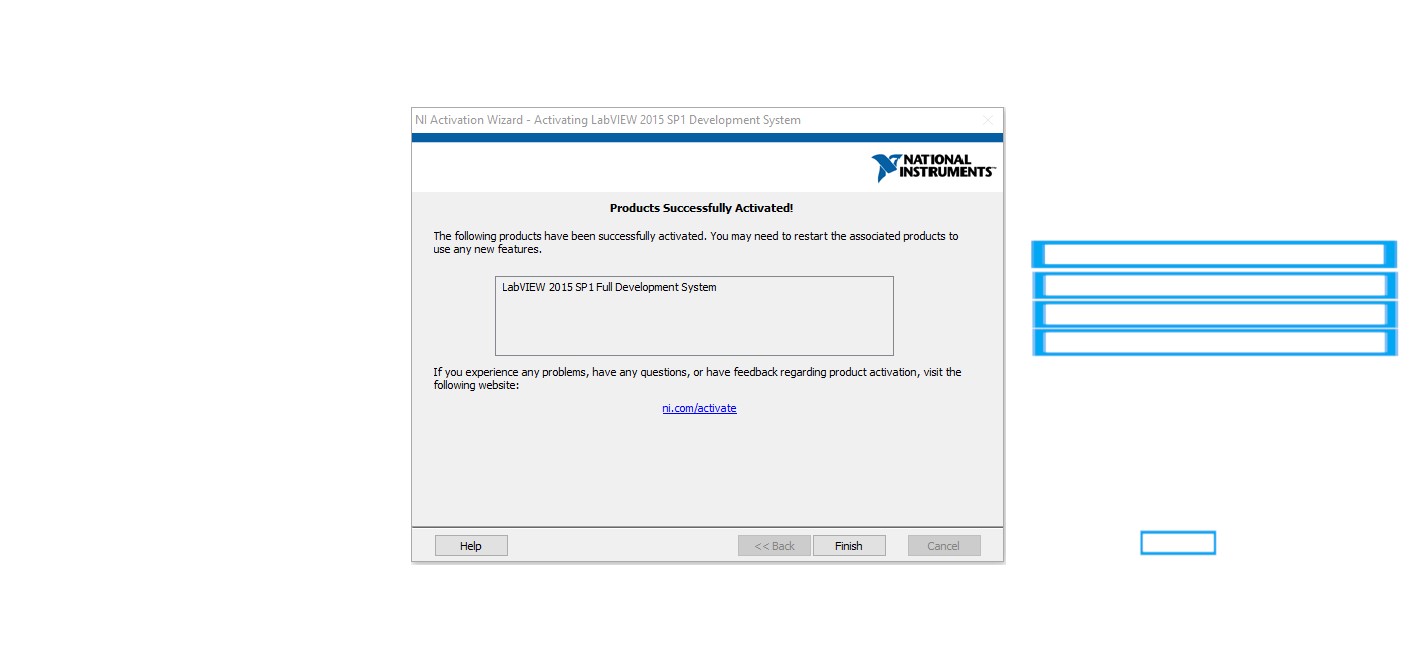 NI Activation Wizard - Activating LabVIEW 2015 SP1 Development System
NATIONAL
INSTRUMENTS™
Products Successfully Activated!
The following products have been successfully activated. You may need to restart the associated products to
use any new features.
LabVIEW 2015 SP1 Full Development System
If you experience any problems, have any questions, or have feedback regarding product activation, visit the
following website:
ni.com/activate
Help
<< Back
Finish
Cancel